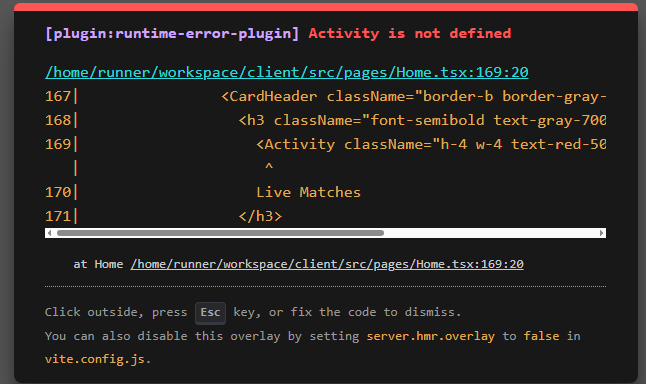 [plugin:runtime-error-plugin] Activity is not defined
/home/runner/workspace/client/src/pages/Home.tsx:169:20
167|                <CardHeader className="border-b border-gray-
168|                  <h3 className="font-semibold text-gray-700
169|                    <Activity className="h-4 w-4 text-red-50
   |                     ^
170|                    Live Matches
171|                  </h3>
at Home /home/runner/workspace/client/src/pages/Home.tsx:169:20
Click outside, press Esc key, or fix the code to dismiss.
You can also disable this overlay by setting server.hmr.overlay to false in
vite.config.js.